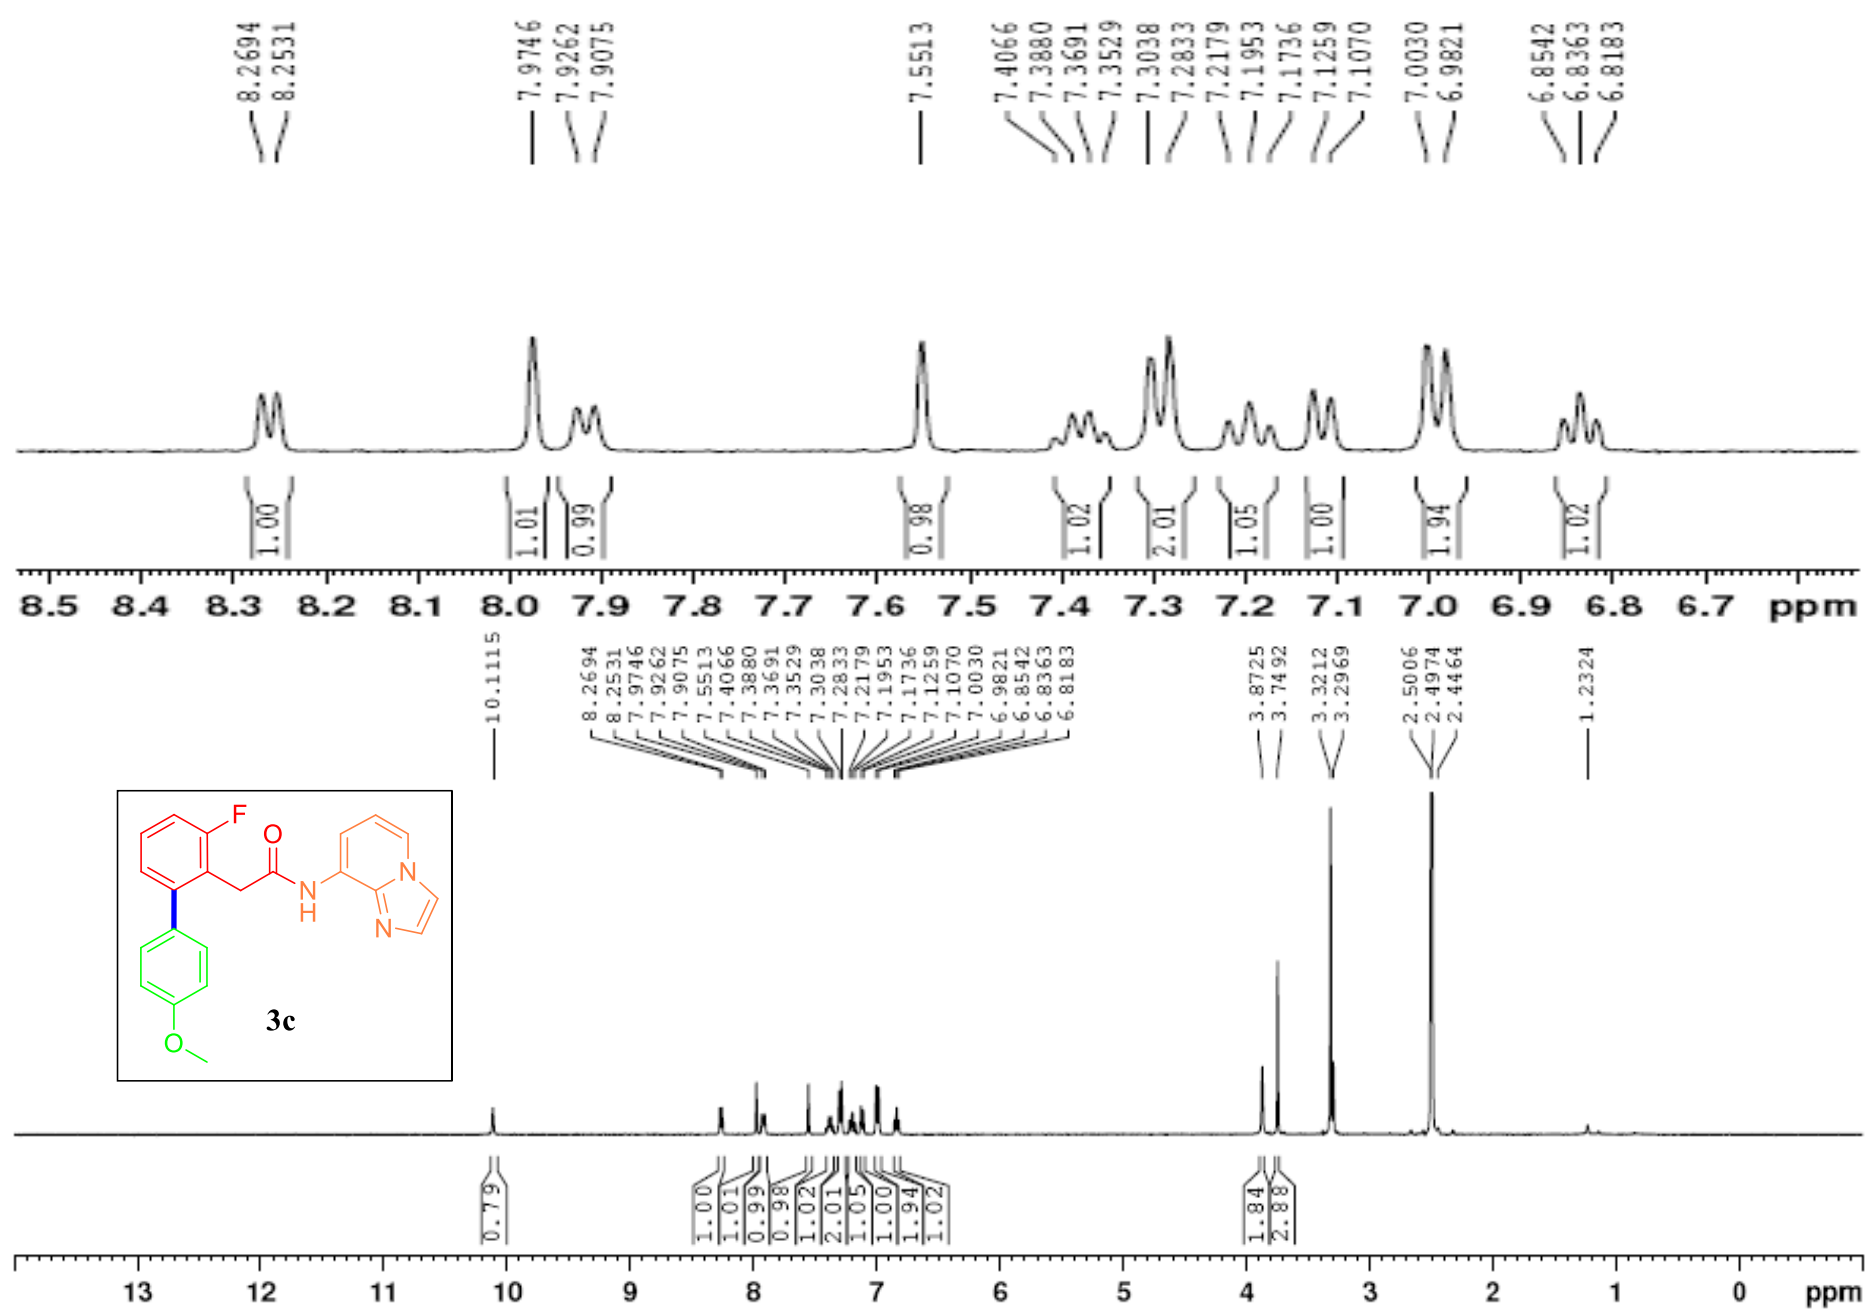 8.2694 8.2531 7.9746 7.9262 7.9075 7.5513 7.4066 7.3880 7.3691 7.3529 7.3038 7.2833 7.2179 7.1953 7.1736 7.1259 7.1070 7.0030 6.9821 6.8542 6.8363 6.8183
1.00 1.01 0.99 0.98 1.02 2.01 1.05 1.00 1.94 1.02
8.5 8.4 8.3 8.2 8.1 8.0 7.9 7.8 7.7 7.6 7.5 7.4 7.3 7.2 7.1 7.0 6.9 6.8 6.7 ppm
10.1115 8.2694 8.2531 7.9746 7.9262 7.9075 7.5513 7.4066 7.3880 7.3691 7.3529 7.3038 7.2833 7.2179 7.1953 7.1736 7.1259 7.1070 7.0030 6.9821 6.8542 6.8363 6.8183 3.8725 3.7492 3.3212 3.2969 2.5006 2.4974 2.4464 1.2324
F
O
N
N
H
N
3c
O
0.79 1.00 1.01 0.99 0.98 1.02 2.01 1.05 1.00 1.94 1.02 1.84 2.88
13 12 11 10 9 8 7 6 5 4 3 2 1 0 ppm